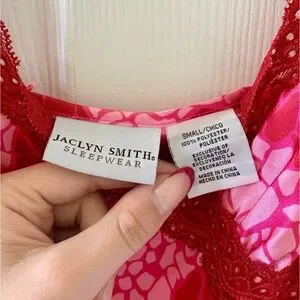 JACLYN SMITH®
SLEEPWEAR
SMALL/CHICO
100% POLYESTER/
POLIÉSTER
EXCLUSIVE OF
DECORATION/
EXCLUYENDO LA
DECORACIÓN
MADE IN CHINA
HECHO EN CHINA